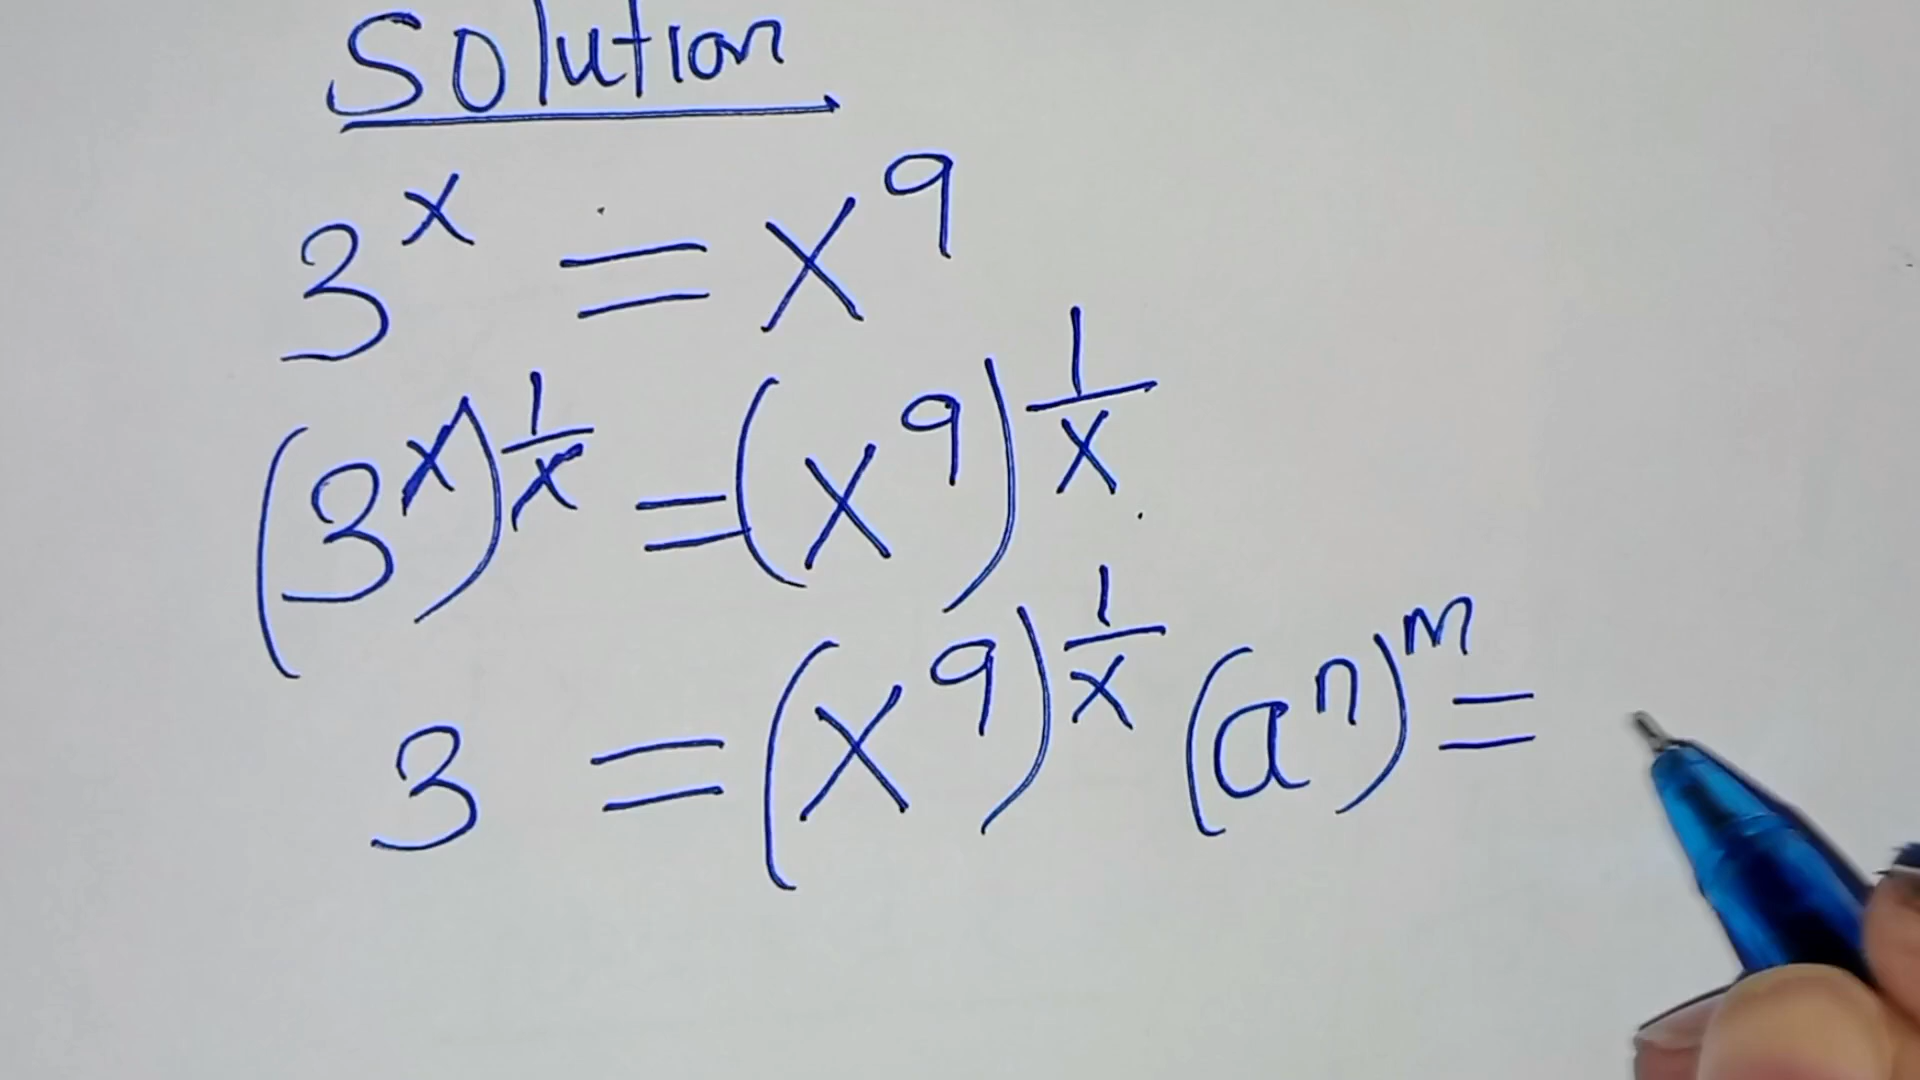 Solution
3^x = x^9
(3^x)^{1/x} = (x^9)^{1/x}
3 = (x^9)^{1/x} (a^n)^m =